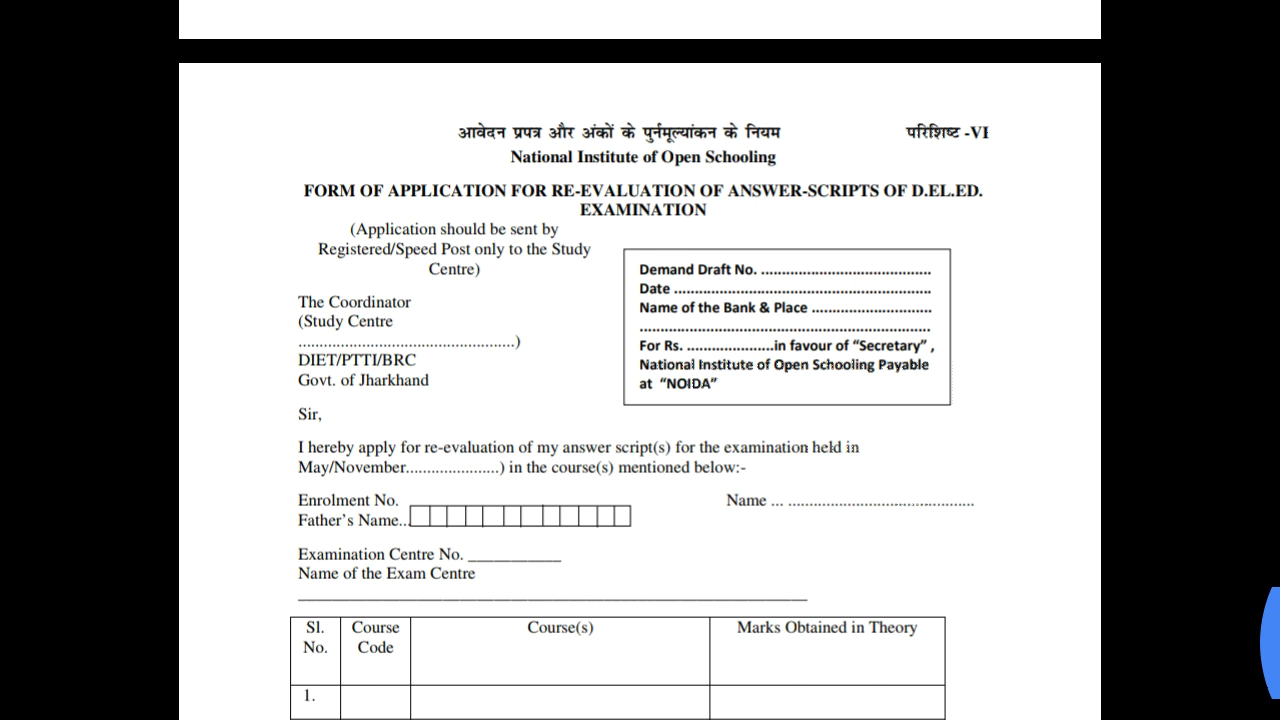 आवेदन प्रपत्र और अंकों के पुर्नमूल्यांकन के नियम
परिशिष्ट -VI
National Institute of Open Schooling
FORM OF APPLICATION FOR RE-EVALUATION OF ANSWER-SCRIPTS OF D.EL.ED.
EXAMINATION
(Application should be sent by
Registered/Speed Post only to the Study
Centre)
The Coordinator
(Study Centre
....................................................)
DIET/PTTI/BRC
Govt. of Jharkhand
Demand Draft No. .........................................
Date ..............................................................
Name of the Bank & Place .............................
......................................................................
For Rs. .....................in favour of “Secretary” ,
National Institute of Open Schooling Payable
at “NOIDA”
Sir,
I hereby apply for re-evaluation of my answer script(s) for the examination held in
May/November......................) in the course(s) mentioned below:-
Enrolment No.
Name ... .............................................
Father’s Name...
Examination Centre No. ___________
Name of the Exam Centre
_____________________________________________________________
Sl. No. Course Code Course(s) Marks Obtained in Theory
1.